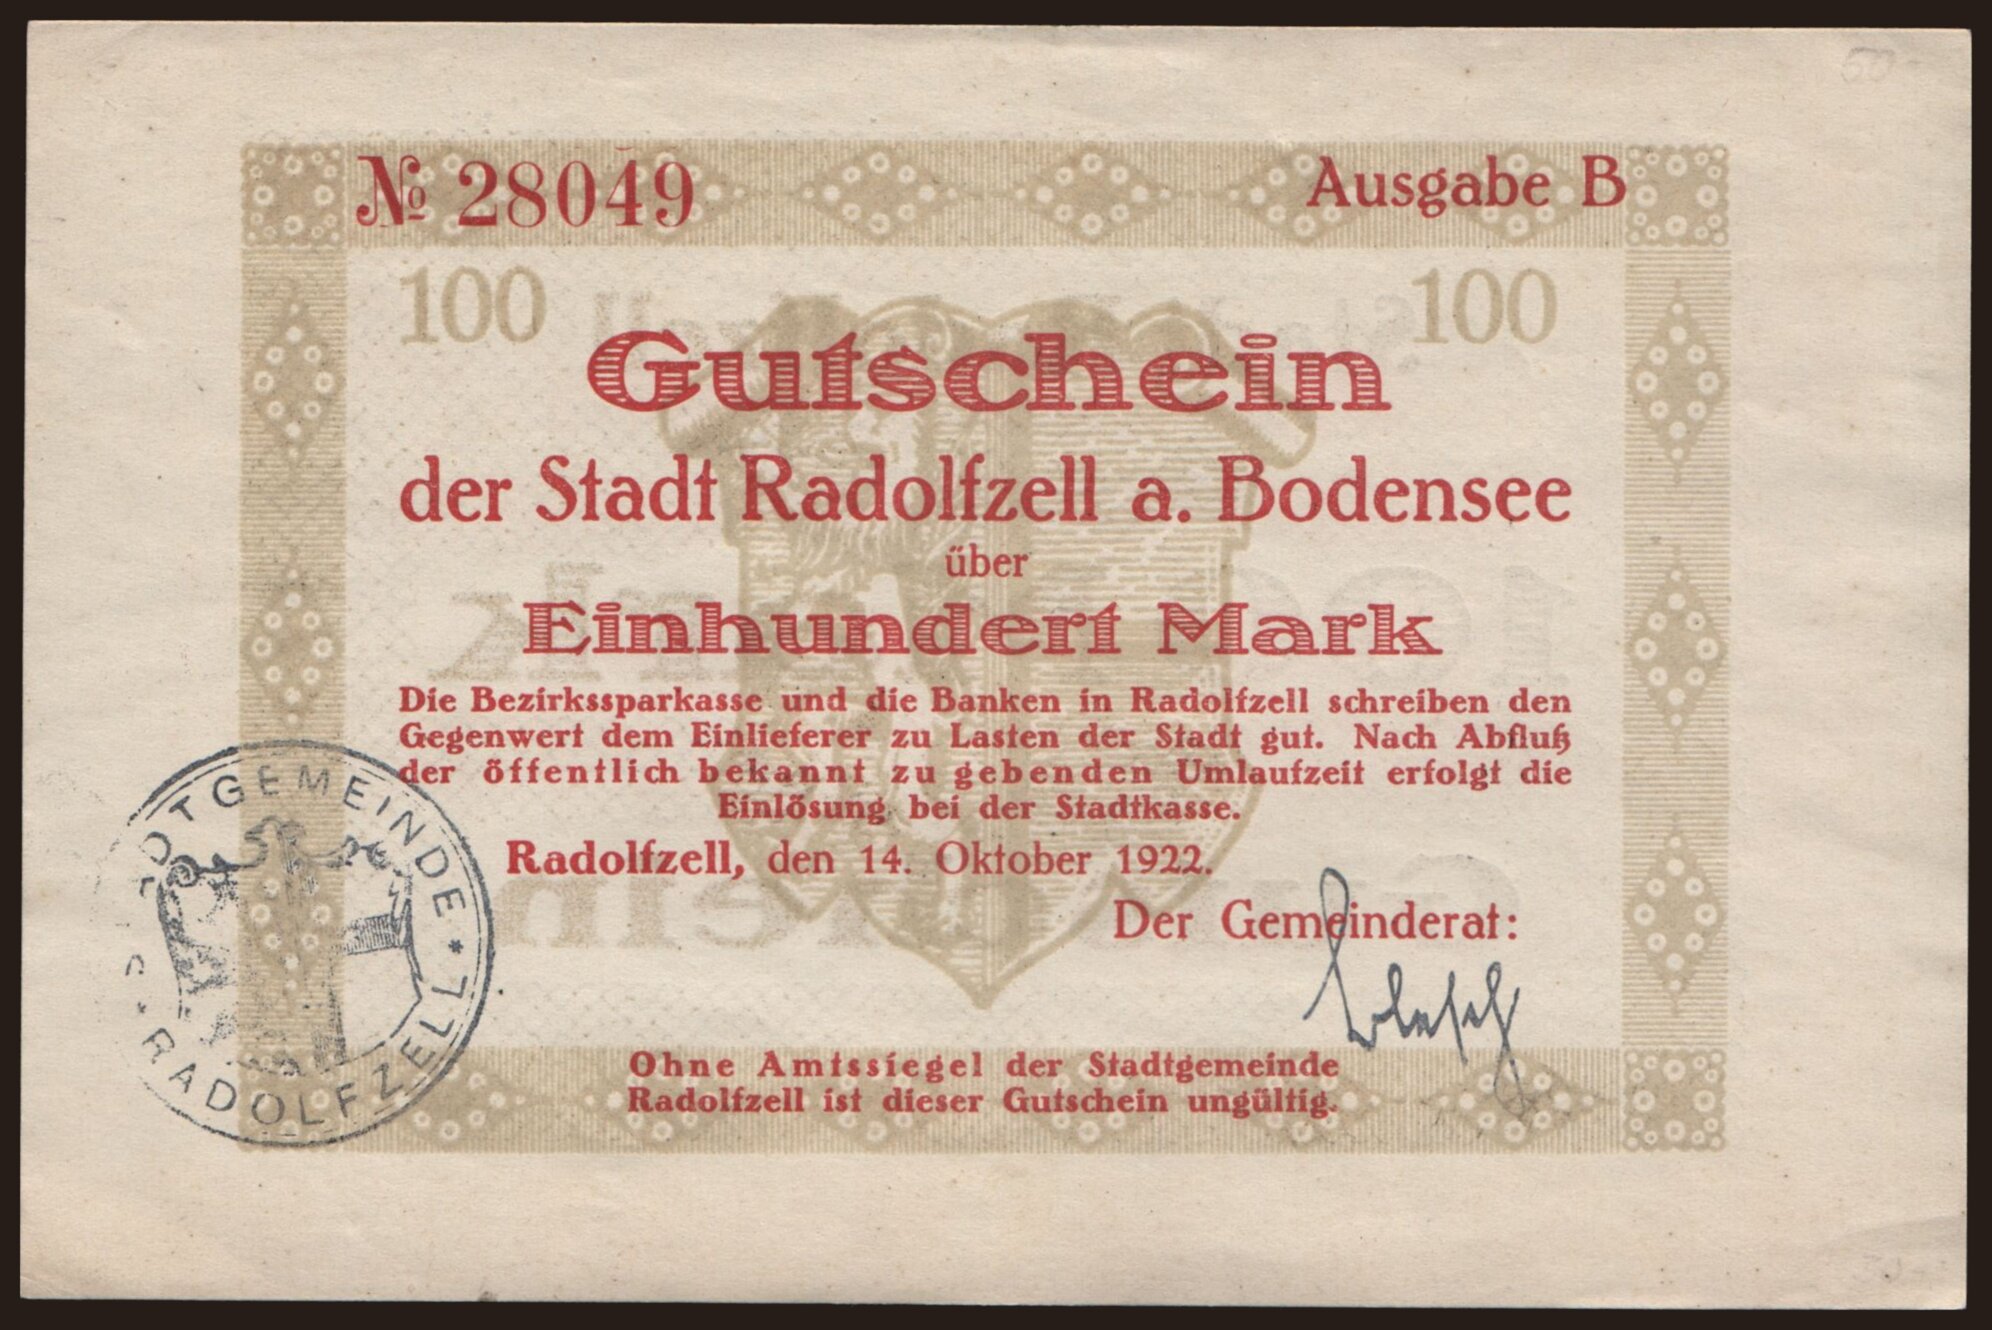 № 28049 Ausgabe B
100 100
Gutschein
der Stadt Radolfzell a. Bodensee
über
Einhundert Mark
Die Bezirkssparkasse und die Banken in Radolfzell schreiben den
Gegenwert dem Einlieferer zu Lasten der Stadt gut. Nach Abfluß
der öffentlich bekannt zu gebenden Umlaufzeit erfolgt die
Einlösung bei der Stadtkasse.
Radolfzell, den 14. Oktober 1922.
Der Gemeinderat:
Ohne Amtssiegel der Stadtgemeinde
Radolfzell ist dieser Gutschein ungültig.
RADOLFZELL
50-